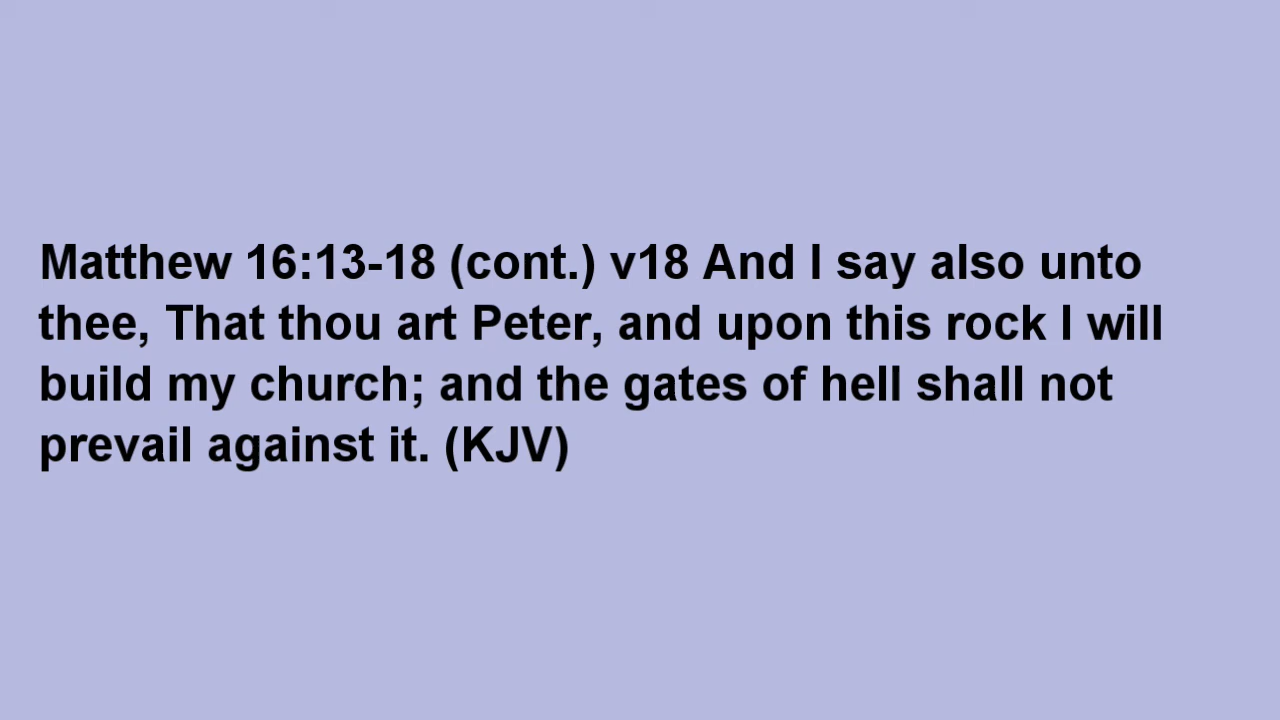 Matthew 16:13-18 (cont.) v18 And I say also unto
thee, That thou art Peter, and upon this rock I will
build my church; and the gates of hell shall not
prevail against it. (KJV)